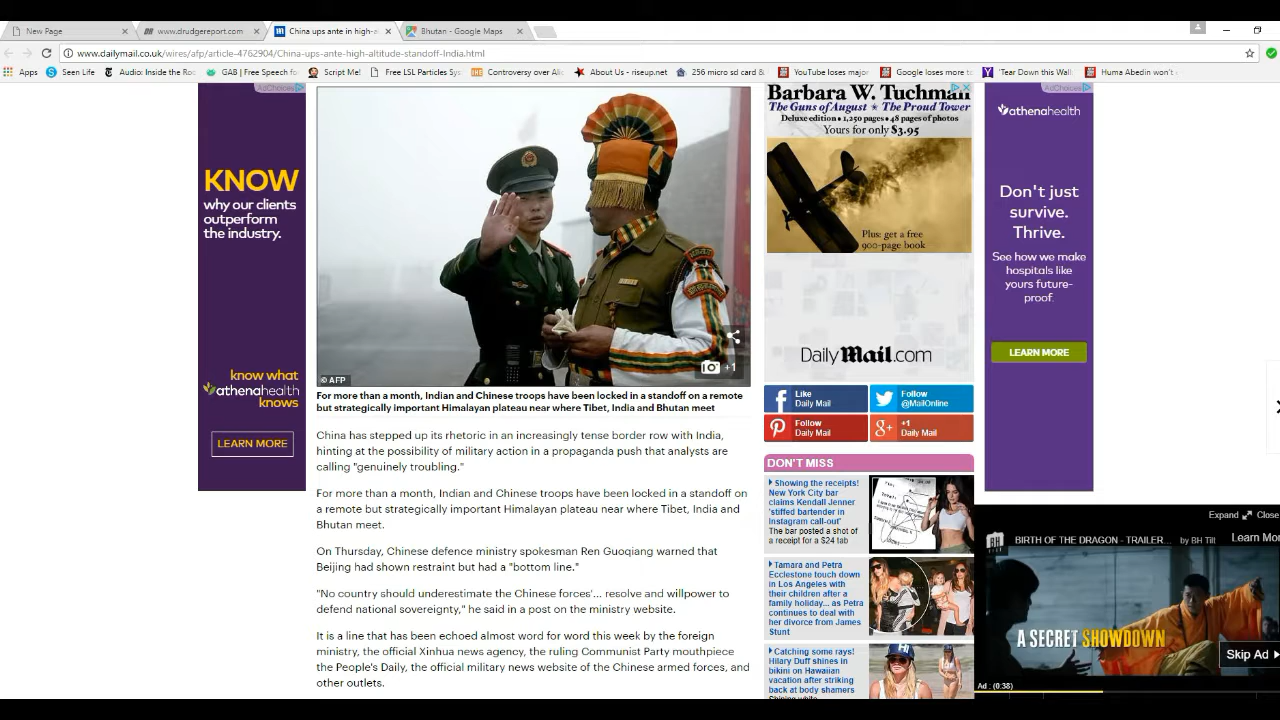 New Page
www.drudgereport.com
China ups ante in high-a
Bhutan - Google Maps
www.dailymail.co.uk/wires/afp/article-4762904/China-ups-ante-high-altitude-standoff-India.html
Apps
Seen Life
Audio: Inside the Roc
GAB | Free Speech fo
Script Me!
Free LSL Particles Sys
Controversy over Alie
About Us - riseup.net
256 micro sd card &
YouTube loses major
Google loses more to
'Tear Down this Wall
Huma Abedin won't
AdChoices
KNOW
why our clients
outperform
the industry.
know what
athenahealth
knows
LEARN MORE
© AFP
+1
For more than a month, Indian and Chinese troops have been locked in a standoff on a remote
but strategically important Himalayan plateau near where Tibet, India and Bhutan meet
China has stepped up its rhetoric in an increasingly tense border row with India,
hinting at the possibility of military action in a propaganda push that analysts are
calling "genuinely troubling."
For more than a month, Indian and Chinese troops have been locked in a standoff on
a remote but strategically important Himalayan plateau near where Tibet, India and
Bhutan meet.
On Thursday, Chinese defence ministry spokesman Ren Guoqiang warned that
Beijing had shown restraint but had a "bottom line."
"No country should underestimate the Chinese forces'... resolve and willpower to
defend national sovereignty," he said in a post on the ministry website.
It is a line that has been echoed almost word for word this week by the foreign
ministry, the official Xinhua news agency, the ruling Communist Party mouthpiece
the People's Daily, the official military news website of the Chinese armed forces, and
other outlets.
Barbara W. Tuchman
The Guns of August ★ The Proud Tower
Deluxe edition • 1,250 pages • 48 pages of photos
Yours for only $3.95
Plus: get a free
900-page book
DailyMail.com
Like
Daily Mail
Follow
@MailOnline
Follow
Daily Mail
+1
Daily Mail
DON'T MISS
Showing the receipts!
New York City bar
claims Kendall Jenner
'stiffed bartender in
Instagram call-out'
The bar posted a shot
of a receipt for a $24 tab
Tamara and Petra
Ecclestone touch down
in Los Angeles with
their children after a
family holiday... as Petra
continues to deal with
her divorce from James
Stunt
Catching some rays!
Hilary Duff shines in
bikini on Hawaiian
vacation after striking
back at body shamers
AdChoices
athenahealth
Don't just
survive.
Thrive.
See how we make
hospitals like
yours future-
proof.
LEARN MORE
Expand
Close
BH
BIRTH OF THE DRAGON - TRAILER...
by BH Tilt
Learn Mor
A SECRET SHOWDOWN
Skip Ad
Ad : (0:38)